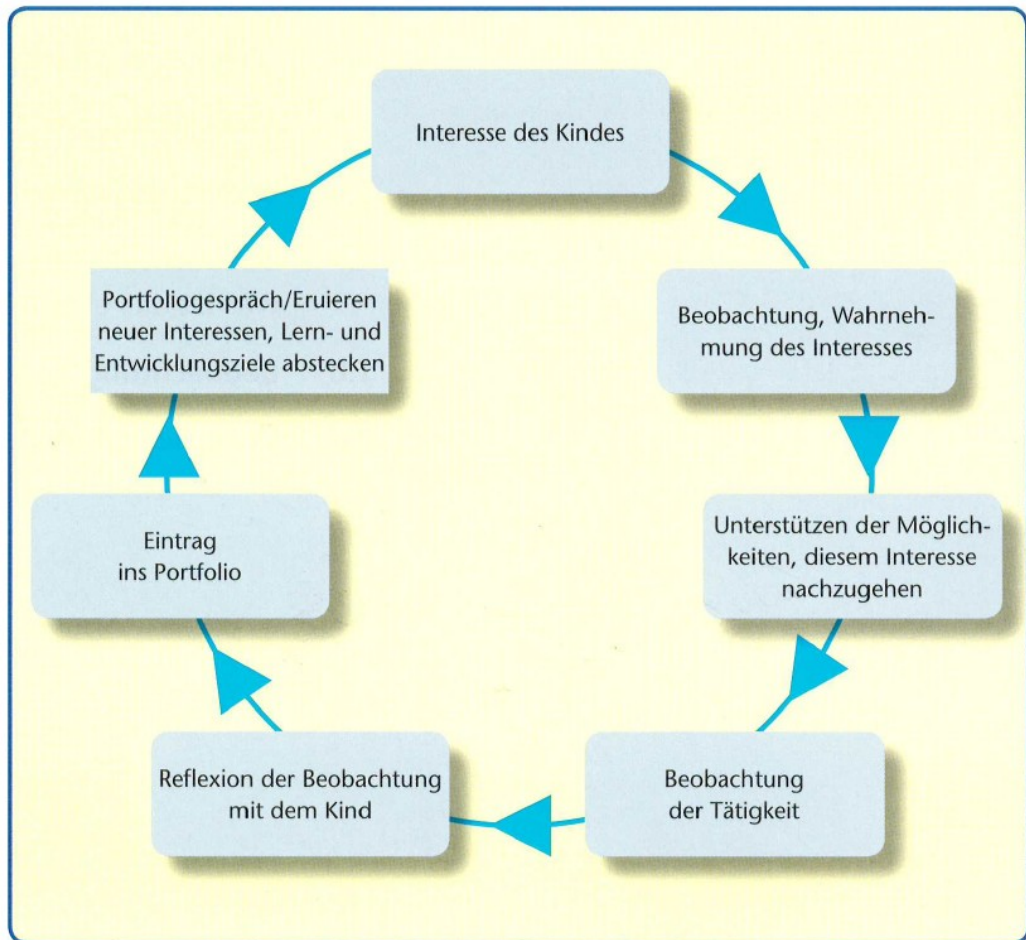 Interesse des Kindes
Beobachtung, Wahrneh-
mung des Interesses
Unterstützen der Möglich-
keiten, diesem Interesse
nachzugehen
Beobachtung
der Tätigkeit
Reflexion der Beobachtung
mit dem Kind
Eintrag
ins Portfolio
Portfoliogespräch/Eruieren
neuer Interessen, Lern- und
Entwicklungsziele abstecken